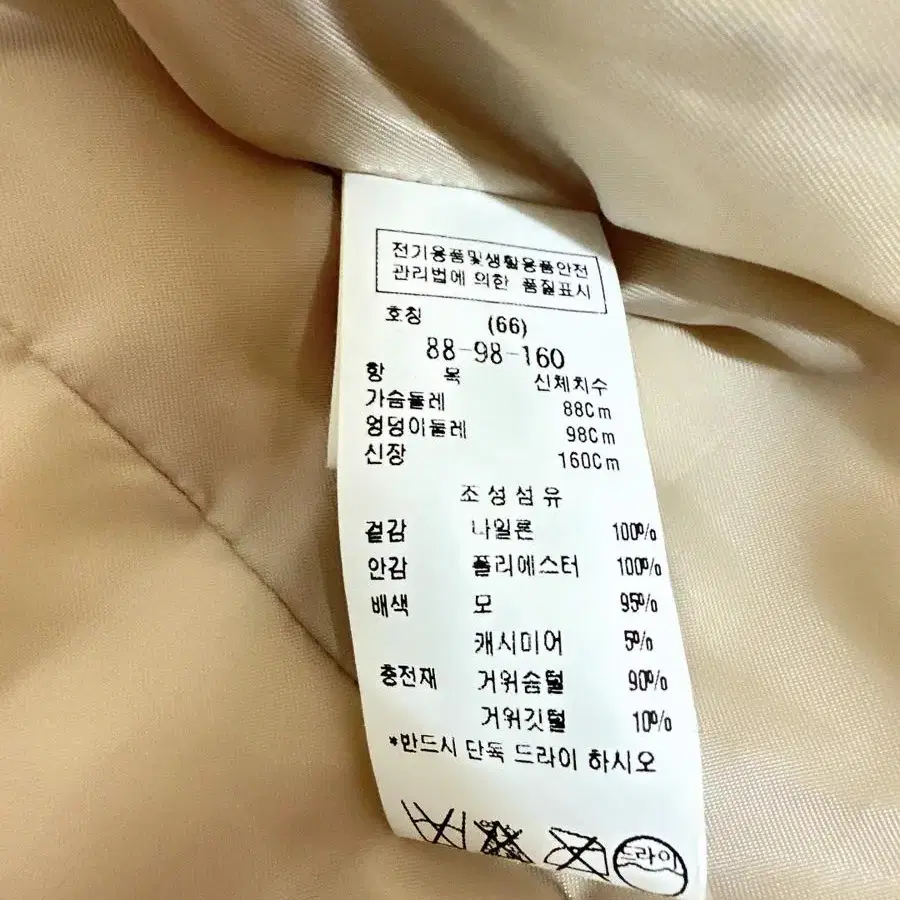 전기용품및생활용품안전
관리법에 의한 품질표시
호칭 (66)
88-98-160
항 목 신체치수
가슴둘레 88Cm
엉덩이둘레 98Cm
신장 160Cm
조성섬유
겉감 나일론 100%
안감 폴리에스터 100%
배색 모 95%
캐시미어 5%
충전재 거위솜털 90%
거위깃털 10%
*반드시 단독 드라이 하시오
드라이